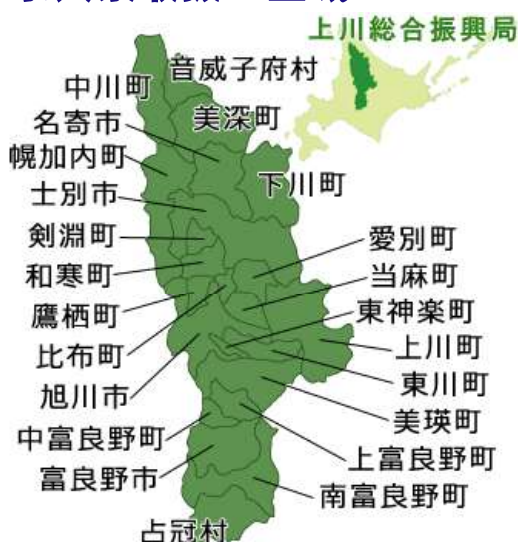 上川総合振興局
音威子府村
中川町
美深町
名寄市
幌加内町
下川町
士別市
剣淵町
愛別町
和寒町
当麻町
鷹栖町
東神楽町
比布町
上川町
旭川市
東川町
美瑛町
中富良野町
上富良野町
富良野市
南富良野町
占冠村